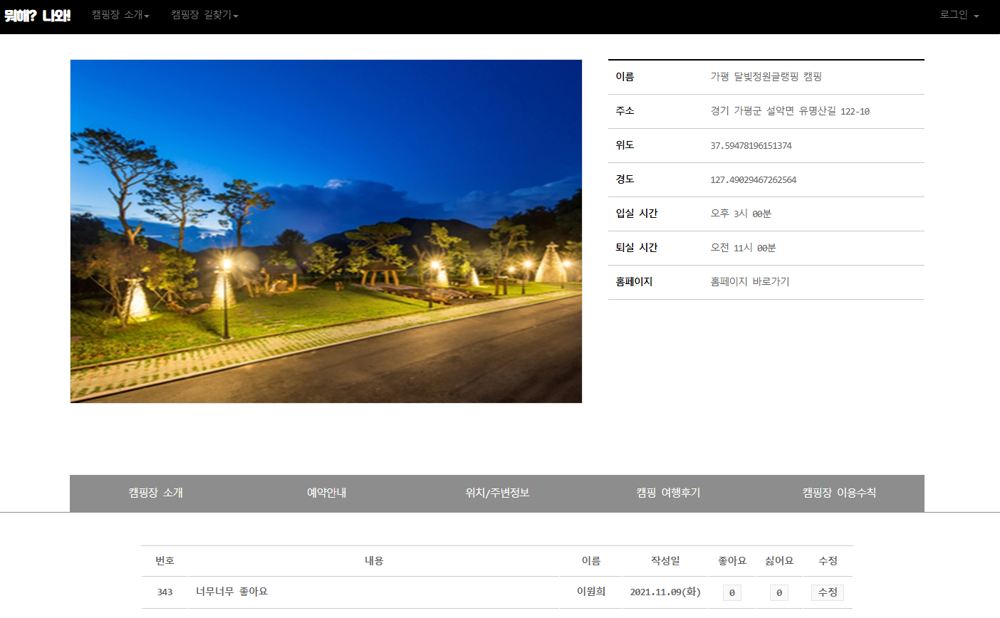 뭐해? 나와! 캠핑장 소개 캠핑장 길찾기 로그인
이름 가평 달빛정원글램핑 캠핑
주소 경기 가평군 설악면 유명산길 122-10
위도 37.59478196151374
경도 127.49029467262564
입실 시간 오후 3시 00분
퇴실 시간 오전 11시 00분
홈페이지 홈페이지 바로가기
캠핑장 소개 예약안내 위치/주변정보 캠핑 여행후기 캠핑장 이용수칙
번호 내용 이름 작성일 좋아요 싫어요 수정
343 너무너무 좋아요 이원희 2021.11.09(화) 0 0 수정